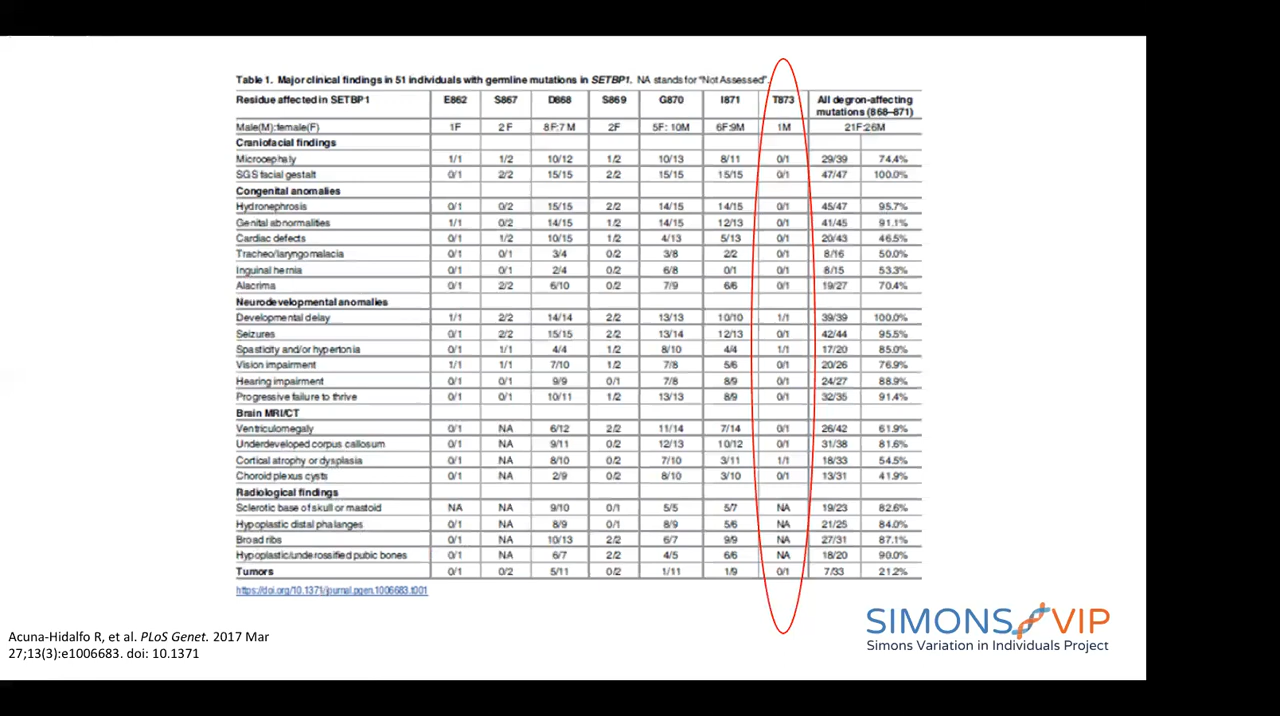 Table 1. Major clinical findings in 51 individuals with germline mutations in SETBP1. NA stands for "Not Assessed".
Residue affected in SETBP1 E862 S867 D868 S869 G870 I871 T873 All degron-affecting mutations (868–871)
Male(M):female(F) 1F 2 F 8F:7 M 2F 5F: 10M 6F:9M 1M 21F:26M
Craniofacial findings
Microcephaly 1/1 1/2 10/12 1/2 10/13 8/11 0/1 29/39 74.4%
SGS facial gestalt 0/1 2/2 15/15 2/2 15/15 15/15 0/1 47/47 100.0%
Congenital anomalies
Hydronephrosis 0/1 0/2 15/15 2/2 14/15 14/15 0/1 45/47 95.7%
Genital abnormalities 1/1 0/2 14/15 1/2 14/15 12/13 0/1 41/45 91.1%
Cardiac defects 0/1 1/2 10/15 1/2 4/13 5/13 0/1 20/43 46.5%
Tracheo/laryngomalacia 0/1 0/1 3/4 0/2 3/8 2/2 0/1 8/16 50.0%
Inguinal hernia 0/1 0/1 2/4 0/2 6/8 0/1 0/1 8/15 53.3%
Alacrima 0/1 2/2 6/10 0/2 7/9 6/6 0/1 19/27 70.4%
Neurodevelopmental anomalies
Developmental delay 1/1 2/2 14/14 2/2 13/13 10/10 1/1 39/39 100.0%
Seizures 0/1 2/2 15/15 2/2 13/14 12/13 0/1 42/44 95.5%
Spasticity and/or hypertonia 0/1 1/1 4/4 1/2 8/10 4/4 1/1 17/20 85.0%
Vision impairment 1/1 1/1 7/10 1/2 7/8 5/6 0/1 20/26 76.9%
Hearing impairment 0/1 0/1 9/9 0/1 7/8 8/9 0/1 24/27 88.9%
Progressive failure to thrive 0/1 0/1 10/11 1/2 13/13 8/9 0/1 32/35 91.4%
Brain MRI/CT
Ventriculomegaly 0/1 NA 6/12 2/2 11/14 7/14 0/1 26/42 61.9%
Underdeveloped corpus callosum 0/1 NA 9/11 0/2 12/13 10/12 0/1 31/38 81.6%
Cortical atrophy or dysplasia 0/1 NA 8/10 0/2 7/10 3/11 1/1 18/33 54.5%
Choroid plexus cysts 0/1 NA 2/9 0/2 8/10 3/10 0/1 13/31 41.9%
Radiological findings
Sclerotic base of skull or mastoid NA NA 9/10 0/1 5/5 5/7 NA 19/23 82.6%
Hypoplastic distal phalanges 0/1 NA 8/9 0/1 8/9 5/6 NA 21/25 84.0%
Broad ribs 0/1 NA 10/13 2/2 6/7 9/9 NA 27/31 87.1%
Hypoplastic/underossified pubic bones 0/1 NA 6/7 2/2 4/5 6/6 NA 18/20 90.0%
Tumors 0/1 0/2 5/11 0/2 1/11 1/9 0/1 7/33 21.2%
https://doi.org/10.1371/journal.pgen.1006683.t001
SIMONS VIP
Simons Variation in Individuals Project
Acuna-Hidalfo R, et al. PLoS Genet. 2017 Mar
27;13(3):e1006683. doi: 10.1371